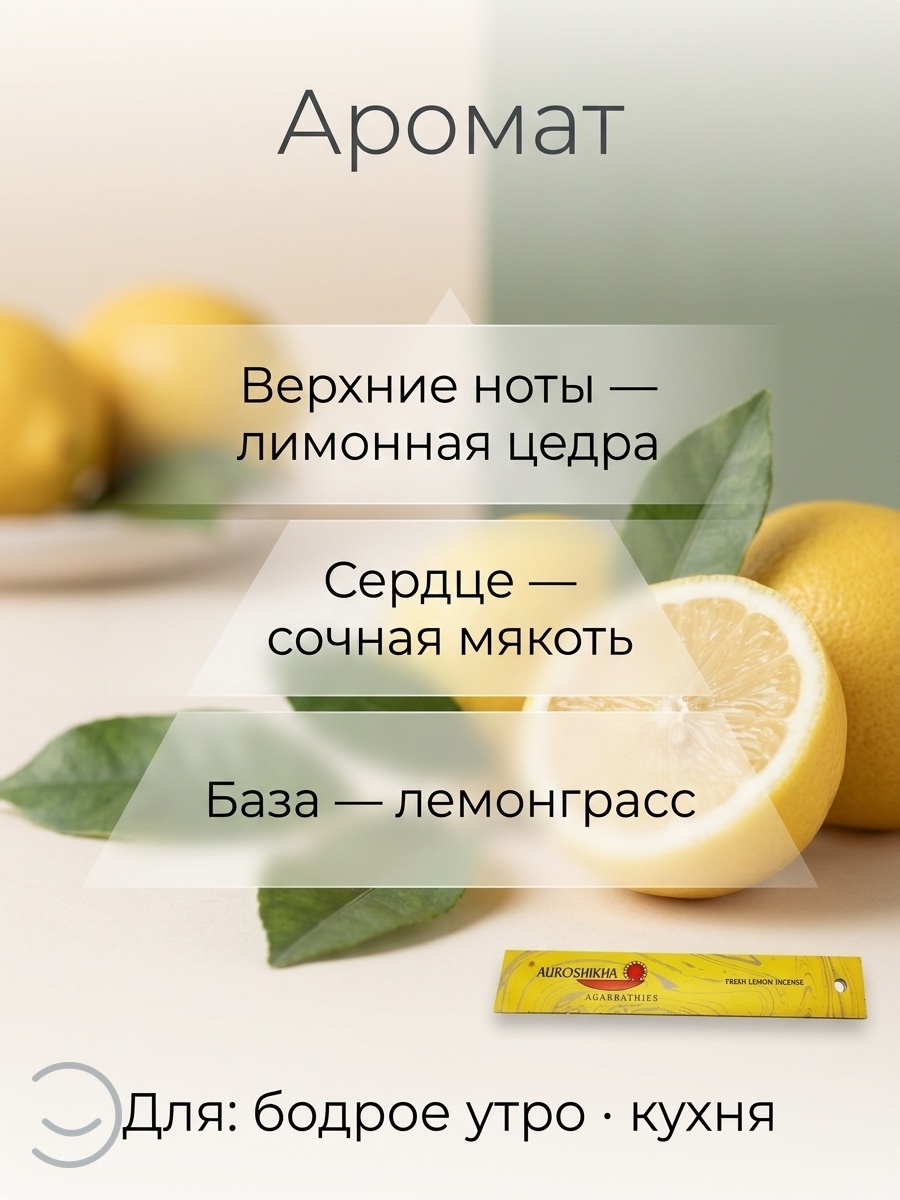 Аромат
Верхние ноты —
лимонная цедра
Сердце —
сочная мякоть
База — лемонграсс
AUROSHIKHA
AGARBATHIES
FREAH LEMON INCENSE
Для: бодрое утро · кухня